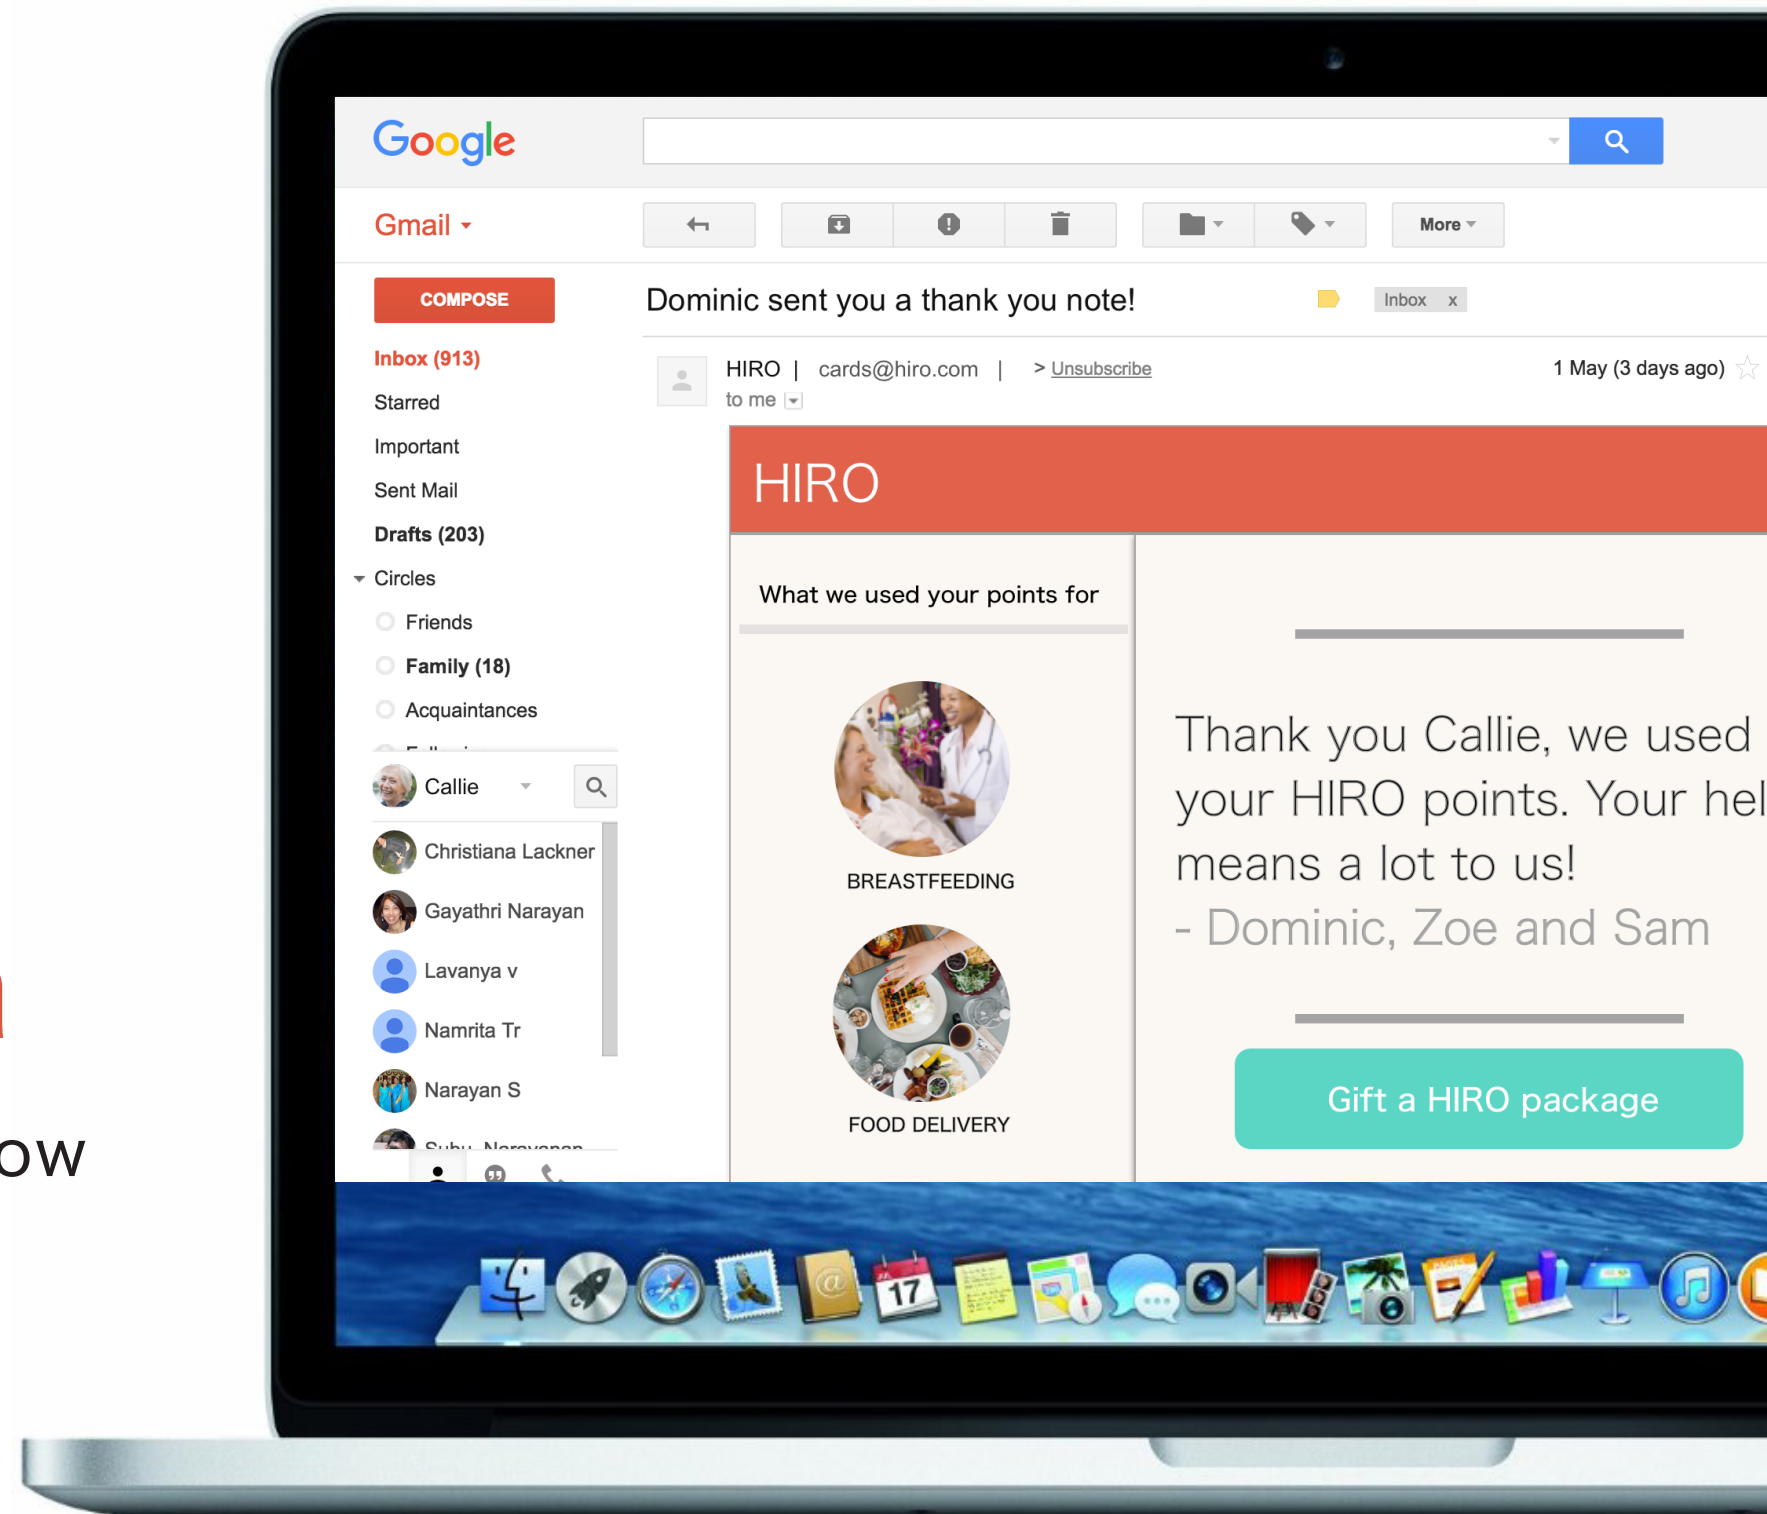 Google
Gmail
More
COMPOSE
Dominic sent you a thank you note!
Inbox x
Inbox (913)
Starred
Important
Sent Mail
Drafts (203)
Circles
Friends
Family (18)
Acquaintances
HIRO | cards@hiro.com | > Unsubscribe
1 May (3 days ago)
to me
HIRO
What we used your points for
BREASTFEEDING
FOOD DELIVERY
Thank you Callie, we used
your HIRO points. Your hel
means a lot to us!
- Dominic, Zoe and Sam
Gift a HIRO package
Callie
Christiana Lackner
Gayathri Narayan
Lavanya v
Namrita Tr
Narayan S
ow
17
PAGES